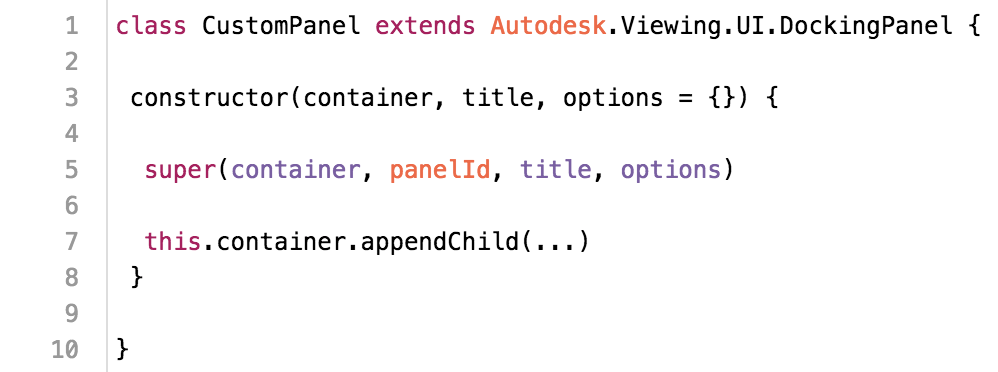 1 class CustomPanel extends Autodesk.Viewing.UI.DockingPanel {
2
3 constructor(container, title, options = {}) {
4
5 super(container, panelId, title, options)
6
7 this.container.appendChild(...)
8 }
9
10 }